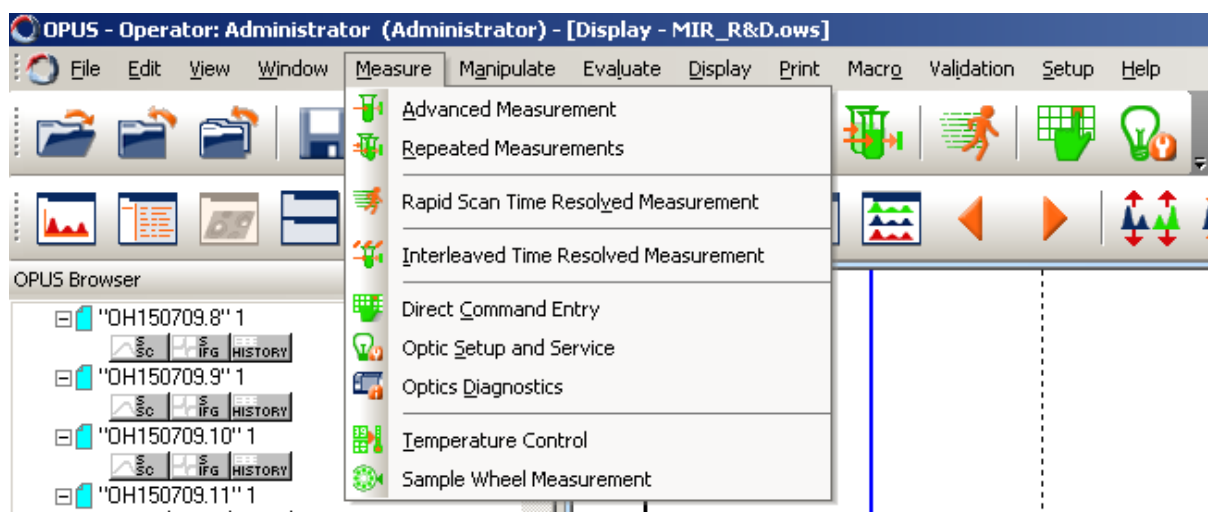 OPUS - Operator: Administrator (Administrator) - [Display - MIR_R&D.ows]
File Edit View Window Measure Manipulate Evaluate Display Print Macro Validation Setup Help
Advanced Measurement
Repeated Measurements
Rapid Scan Time Resolved Measurement
Interleaved Time Resolved Measurement
Direct Command Entry
Optic Setup and Service
Optics Diagnostics
Temperature Control
Sample Wheel Measurement
OPUS Browser
"OH150709.8" 1
S SC S IFG HISTORY
"OH150709.9" 1
S SC S IFG HISTORY
"OH150709.10" 1
S SC S IFG HISTORY
"OH150709.11" 1